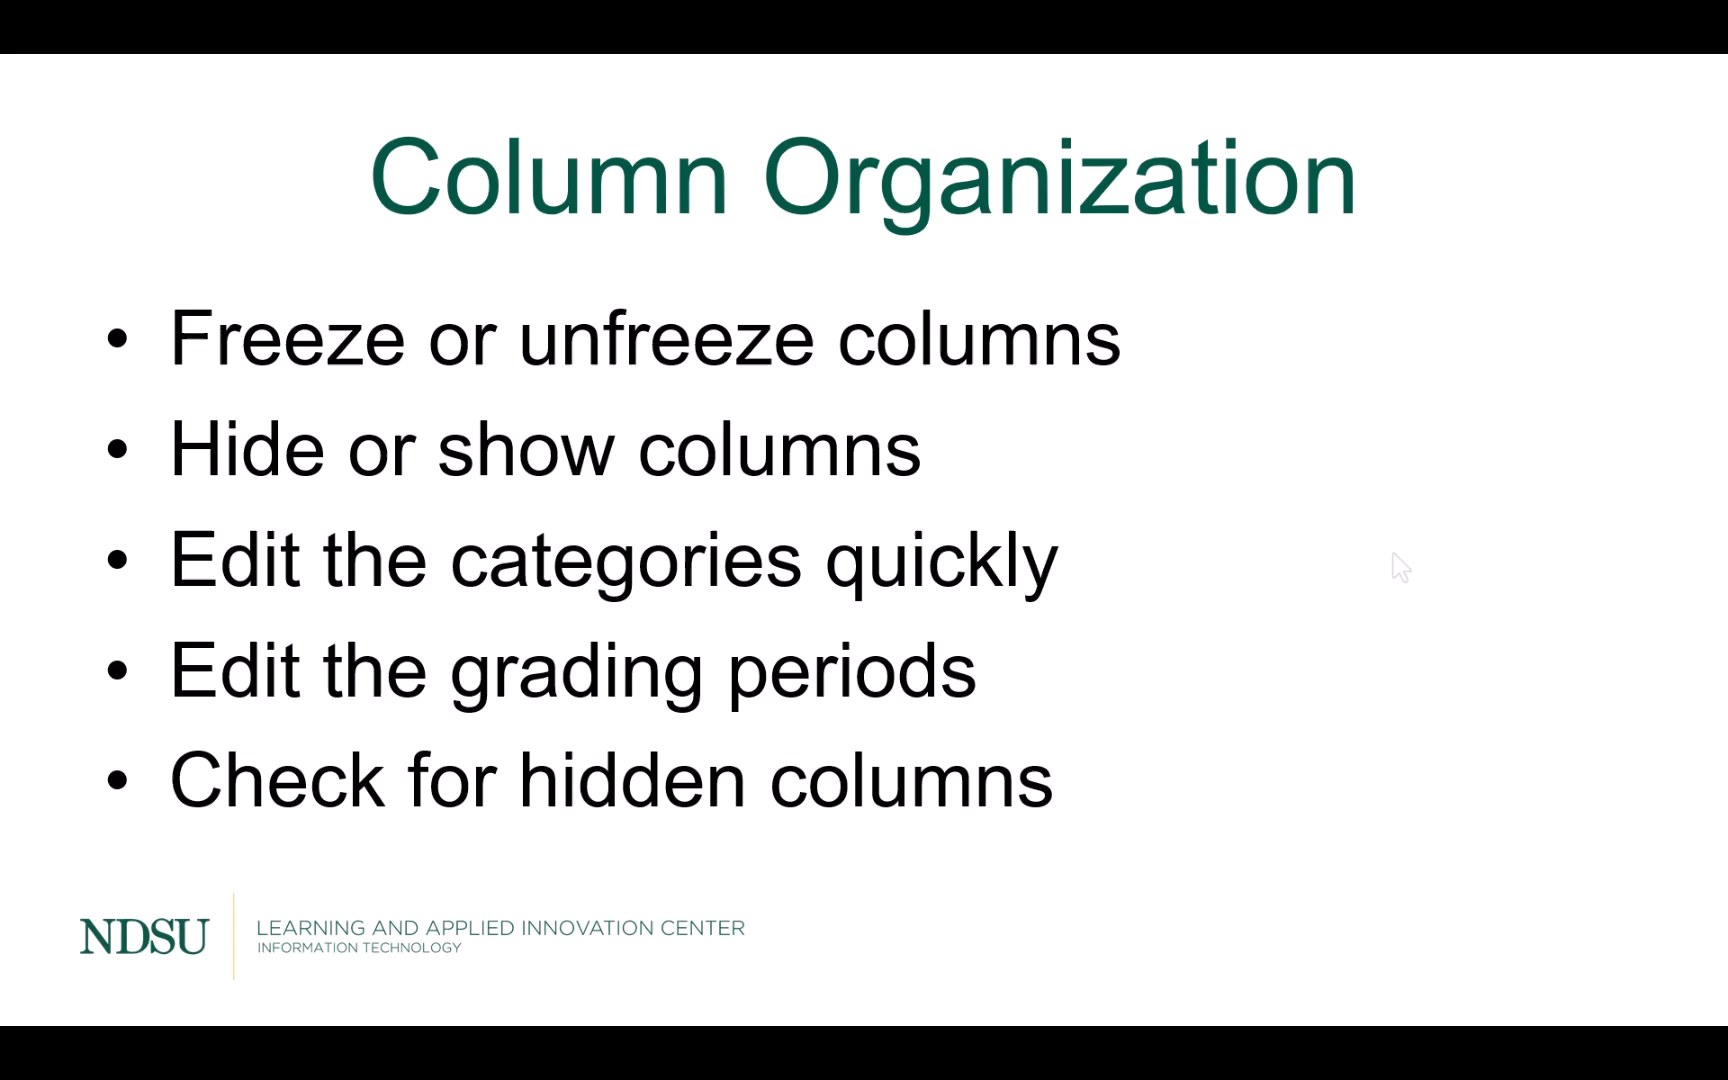 Column Organization
• Freeze or unfreeze columns
• Hide or show columns
• Edit the categories quickly
• Edit the grading periods
• Check for hidden columns
NDSU
LEARNING AND APPLIED INNOVATION CENTER
INFORMATION TECHNOLOGY